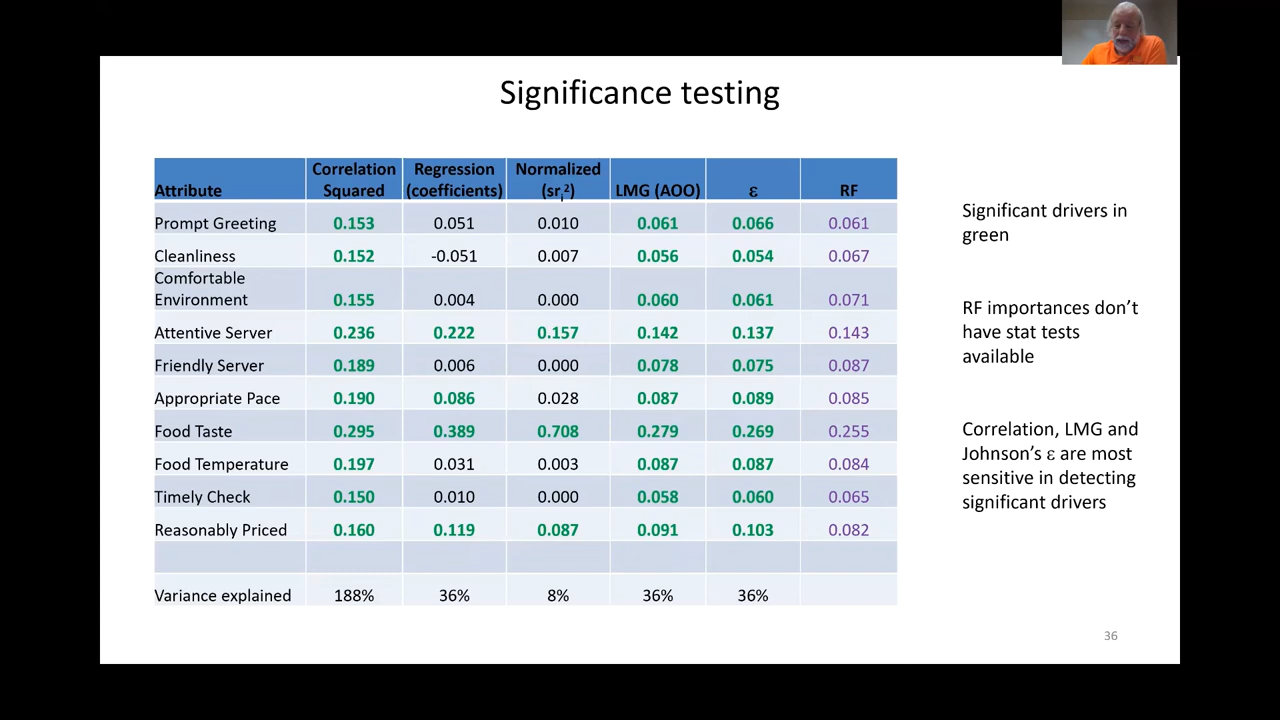 Significance testing
Attribute Correlation Squared Regression (coefficients) Normalized (srᵢ²) LMG (AOO) ε RF
Prompt Greeting 0.153 0.051 0.010 0.061 0.066 0.061
Cleanliness 0.152 -0.051 0.007 0.056 0.054 0.067
Comfortable
Environment 0.155 0.004 0.000 0.060 0.061 0.071
Attentive Server 0.236 0.222 0.157 0.142 0.137 0.143
Friendly Server 0.189 0.006 0.000 0.078 0.075 0.087
Appropriate Pace 0.190 0.086 0.028 0.087 0.089 0.085
Food Taste 0.295 0.389 0.708 0.279 0.269 0.255
Food Temperature 0.197 0.031 0.003 0.087 0.087 0.084
Timely Check 0.150 0.010 0.000 0.058 0.060 0.065
Reasonably Priced 0.160 0.119 0.087 0.091 0.103 0.082
Variance explained 188% 36% 8% 36% 36%
Significant drivers in
green
RF importances don’t
have stat tests
available
Correlation, LMG and
Johnson’s ε are most
sensitive in detecting
significant drivers
36